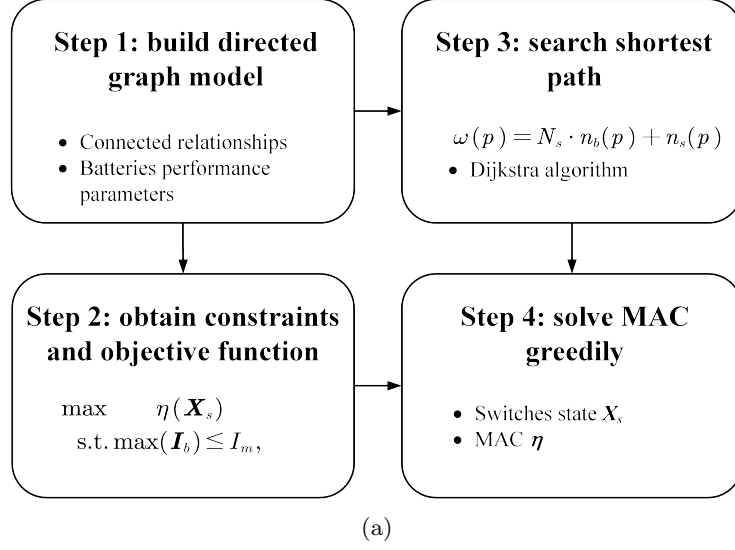 Step 1: build directed
graph model
• Connected relationships
• Batteries performance
parameters
Step 2: obtain constraints
and objective function
max η(X_s)
s.t. max(I_b) ≤ I_m,
Step 3: search shortest
path
ω(p) = N_s · n_b(p) + n_s(p)
• Dijkstra algorithm
Step 4: solve MAC
greedily
• Switches state X_s
• MAC η
(a)